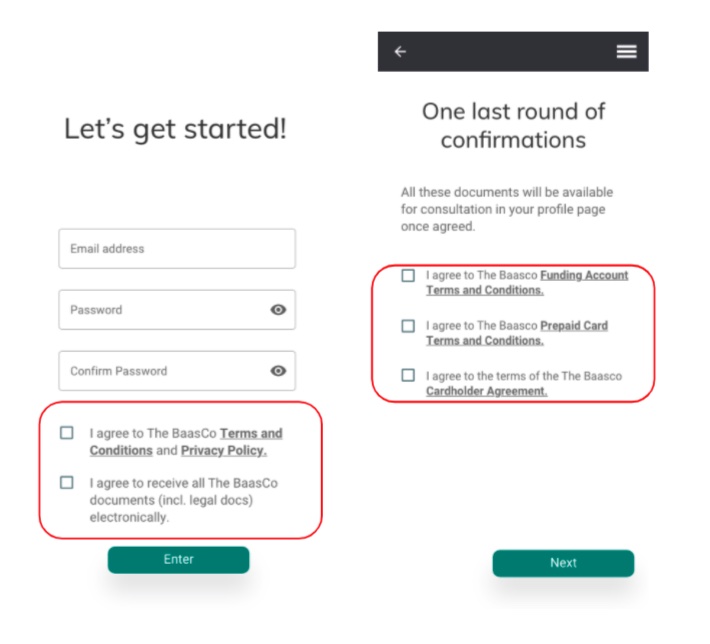 Let's get started!
Email address
Password
Confirm Password
I agree to The BaasCo Terms and
Conditions and Privacy Policy.
I agree to receive all The BaasCo
documents (incl. legal docs)
electronically.
Enter
One last round of
confirmations
All these documents will be available
for consultation in your profile page
once agreed.
I agree to The Baasco Funding Account
Terms and Conditions.
I agree to The Baasco Prepaid Card
Terms and Conditions.
I agree to the terms of the The Baasco
Cardholder Agreement.
Next